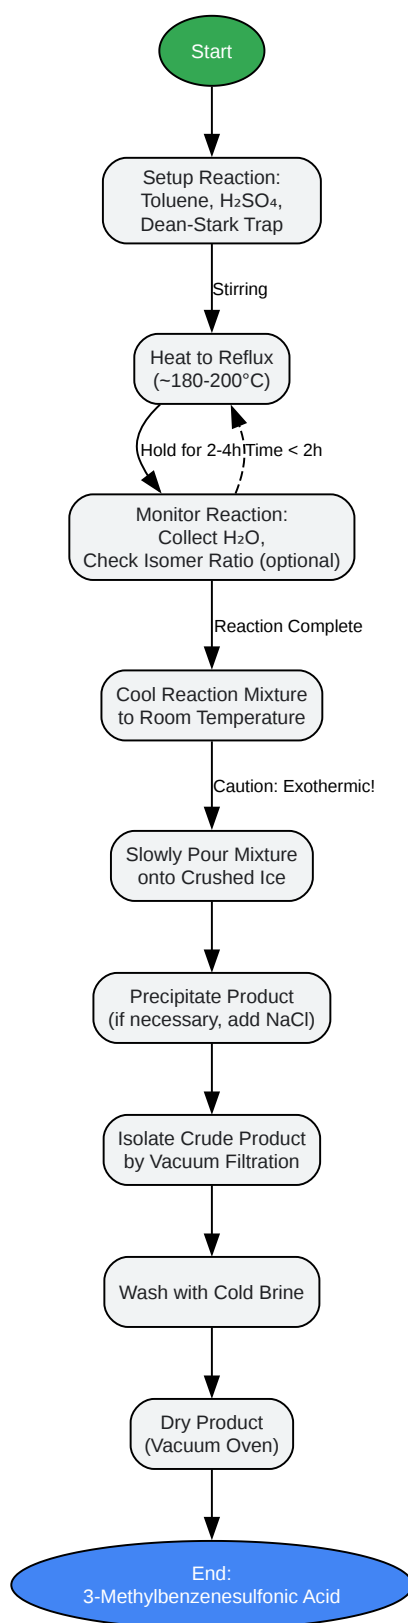 Start
Setup Reaction:
Toluene, H₂SO₄,
Dean-Stark Trap
Stirring
Heat to Reflux
(~180-200°C)
Hold for 2-4h
Time < 2h
Monitor Reaction:
Collect H₂O,
Check Isomer Ratio (optional)
Reaction Complete
Cool Reaction Mixture
to Room Temperature
Caution: Exothermic!
Slowly Pour Mixture
onto Crushed Ice
Precipitate Product
(if necessary, add NaCl)
Isolate Crude Product
by Vacuum Filtration
Wash with Cold Brine
Dry Product
(Vacuum Oven)
End:
3-Methylbenzenesulfonic Acid